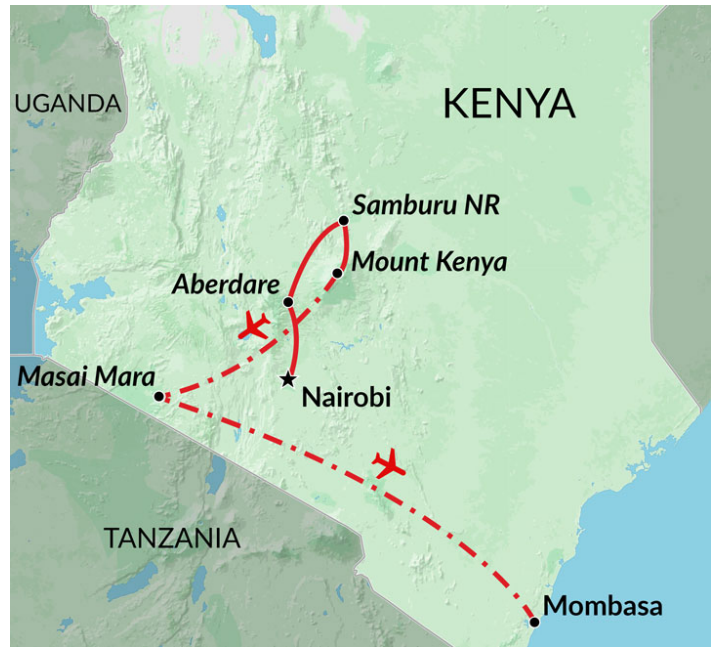 UGANDA
KENYA
Samburu NR
Mount Kenya
Aberdare
Masai Mara
Nairobi
TANZANIA
Mombasa